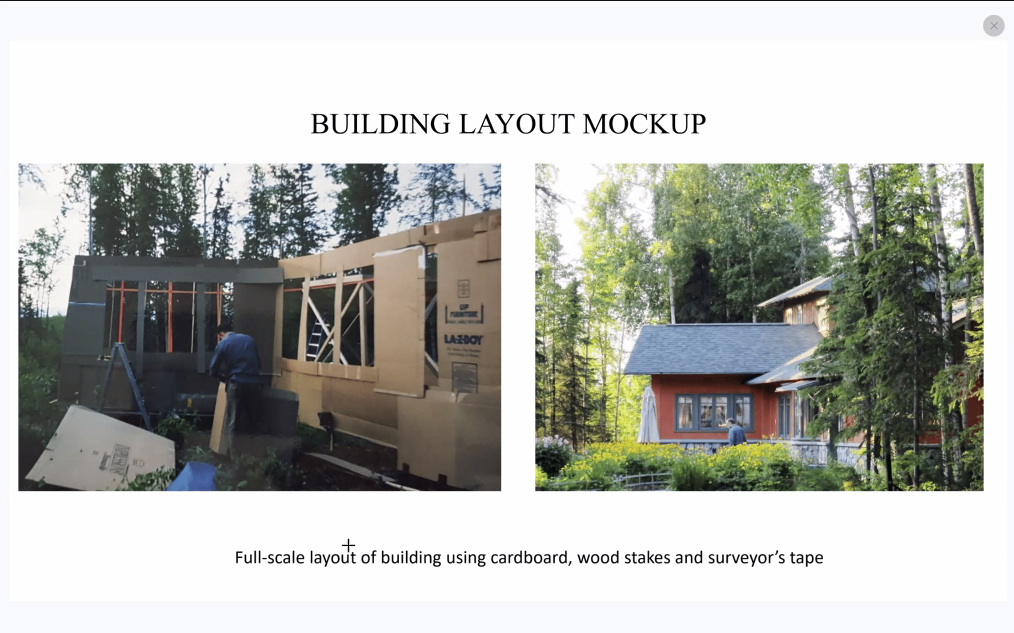 BUILDING LAYOUT MOCKUP
UP
FURNITURE
LA-Z-BOY
Full-scale layout of building using cardboard, wood stakes and surveyor’s tape